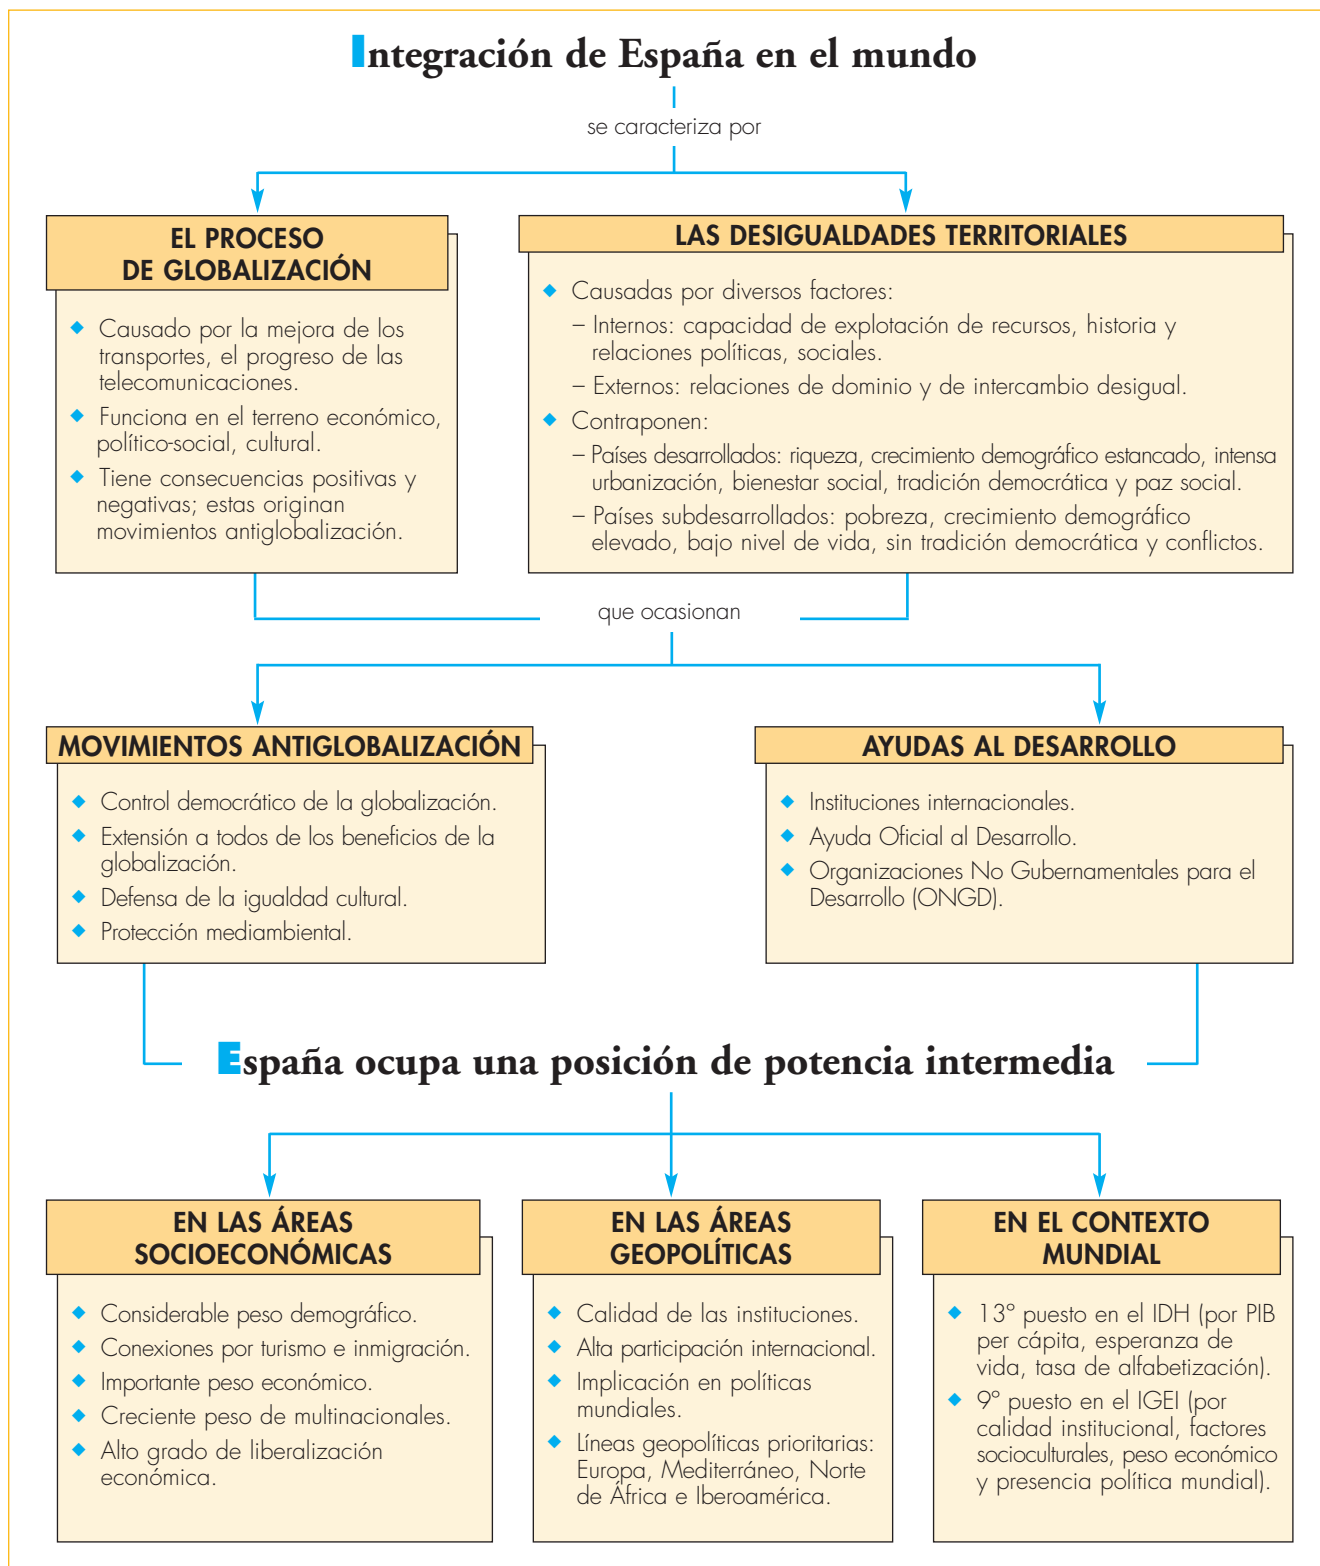 Integración de España en el mundo
se caracteriza por
EL PROCESO
DE GLOBALIZACIÓN
◆ Causado por la mejora de los
transportes, el progreso de las
telecomunicaciones.
◆ Funciona en el terreno económico,
político-social, cultural.
◆ Tiene consecuencias positivas y
negativas; estas originan
movimientos antiglobalización.
LAS DESIGUALDADES TERRITORIALES
◆ Causadas por diversos factores:
– Internos: capacidad de explotación de recursos, historia y
relaciones políticas, sociales.
– Externos: relaciones de dominio y de intercambio desigual.
◆ Contraponen:
– Países desarrollados: riqueza, crecimiento demográfico estancado, intensa
urbanización, bienestar social, tradición democrática y paz social.
– Países subdesarrollados: pobreza, crecimiento demográfico
elevado, bajo nivel de vida, sin tradición democrática y conflictos.
que ocasionan
MOVIMIENTOS ANTIGLOBALIZACIÓN
◆ Control democrático de la globalización.
◆ Extensión a todos de los beneficios de la
globalización.
◆ Defensa de la igualdad cultural.
◆ Protección mediambiental.
AYUDAS AL DESARROLLO
◆ Instituciones internacionales.
◆ Ayuda Oficial al Desarrollo.
◆ Organizaciones No Gubernamentales para el
Desarrollo (ONGD).
España ocupa una posición de potencia intermedia
EN LAS ÁREAS
SOCIOECONÓMICAS
◆ Considerable peso demográfico.
◆ Conexiones por turismo e inmigración.
◆ Importante peso económico.
◆ Creciente peso de multinacionales.
◆ Alto grado de liberalización
económica.
EN LAS ÁREAS
GEOPOLÍTICAS
◆ Calidad de las instituciones.
◆ Alta participación internacional.
◆ Implicación en políticas
mundiales.
◆ Líneas geopolíticas prioritarias:
Europa, Mediterráneo, Norte
de África e Iberoamérica.
EN EL CONTEXTO
MUNDIAL
◆ 13º puesto en el IDH (por PIB
per cápita, esperanza de
vida, tasa de alfabetización).
◆ 9º puesto en el IGEI (por
calidad institucional, factores
socioculturales, peso económico
y presencia política mundial).